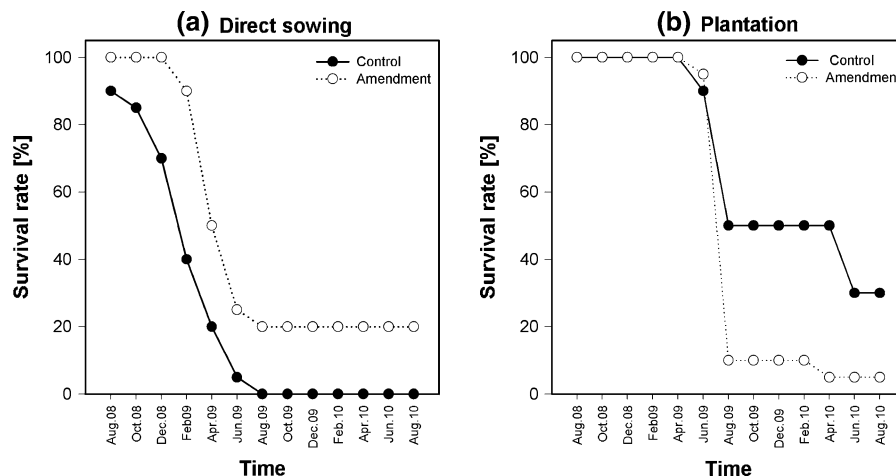 (a) Direct sowing
Control
Amendment
Survival rate [%]
100
80
60
40
20
0
Aug.08
Oct.08
Dec.08
Feb09
Apr.09
Jun.09
Aug.09
Oct.09
Dec.09
Feb.10
Apr.10
Jun.10
Aug.10
Time
(b) Plantation
Control
Amendment
Survival rate [%]
100
80
60
40
20
0
Aug.08
Oct.08
Dec.08
Feb09
Apr.09
Jun.09
Aug.09
Oct.09
Dec.09
Feb.10
Apr.10
Jun.10
Aug.10
Time